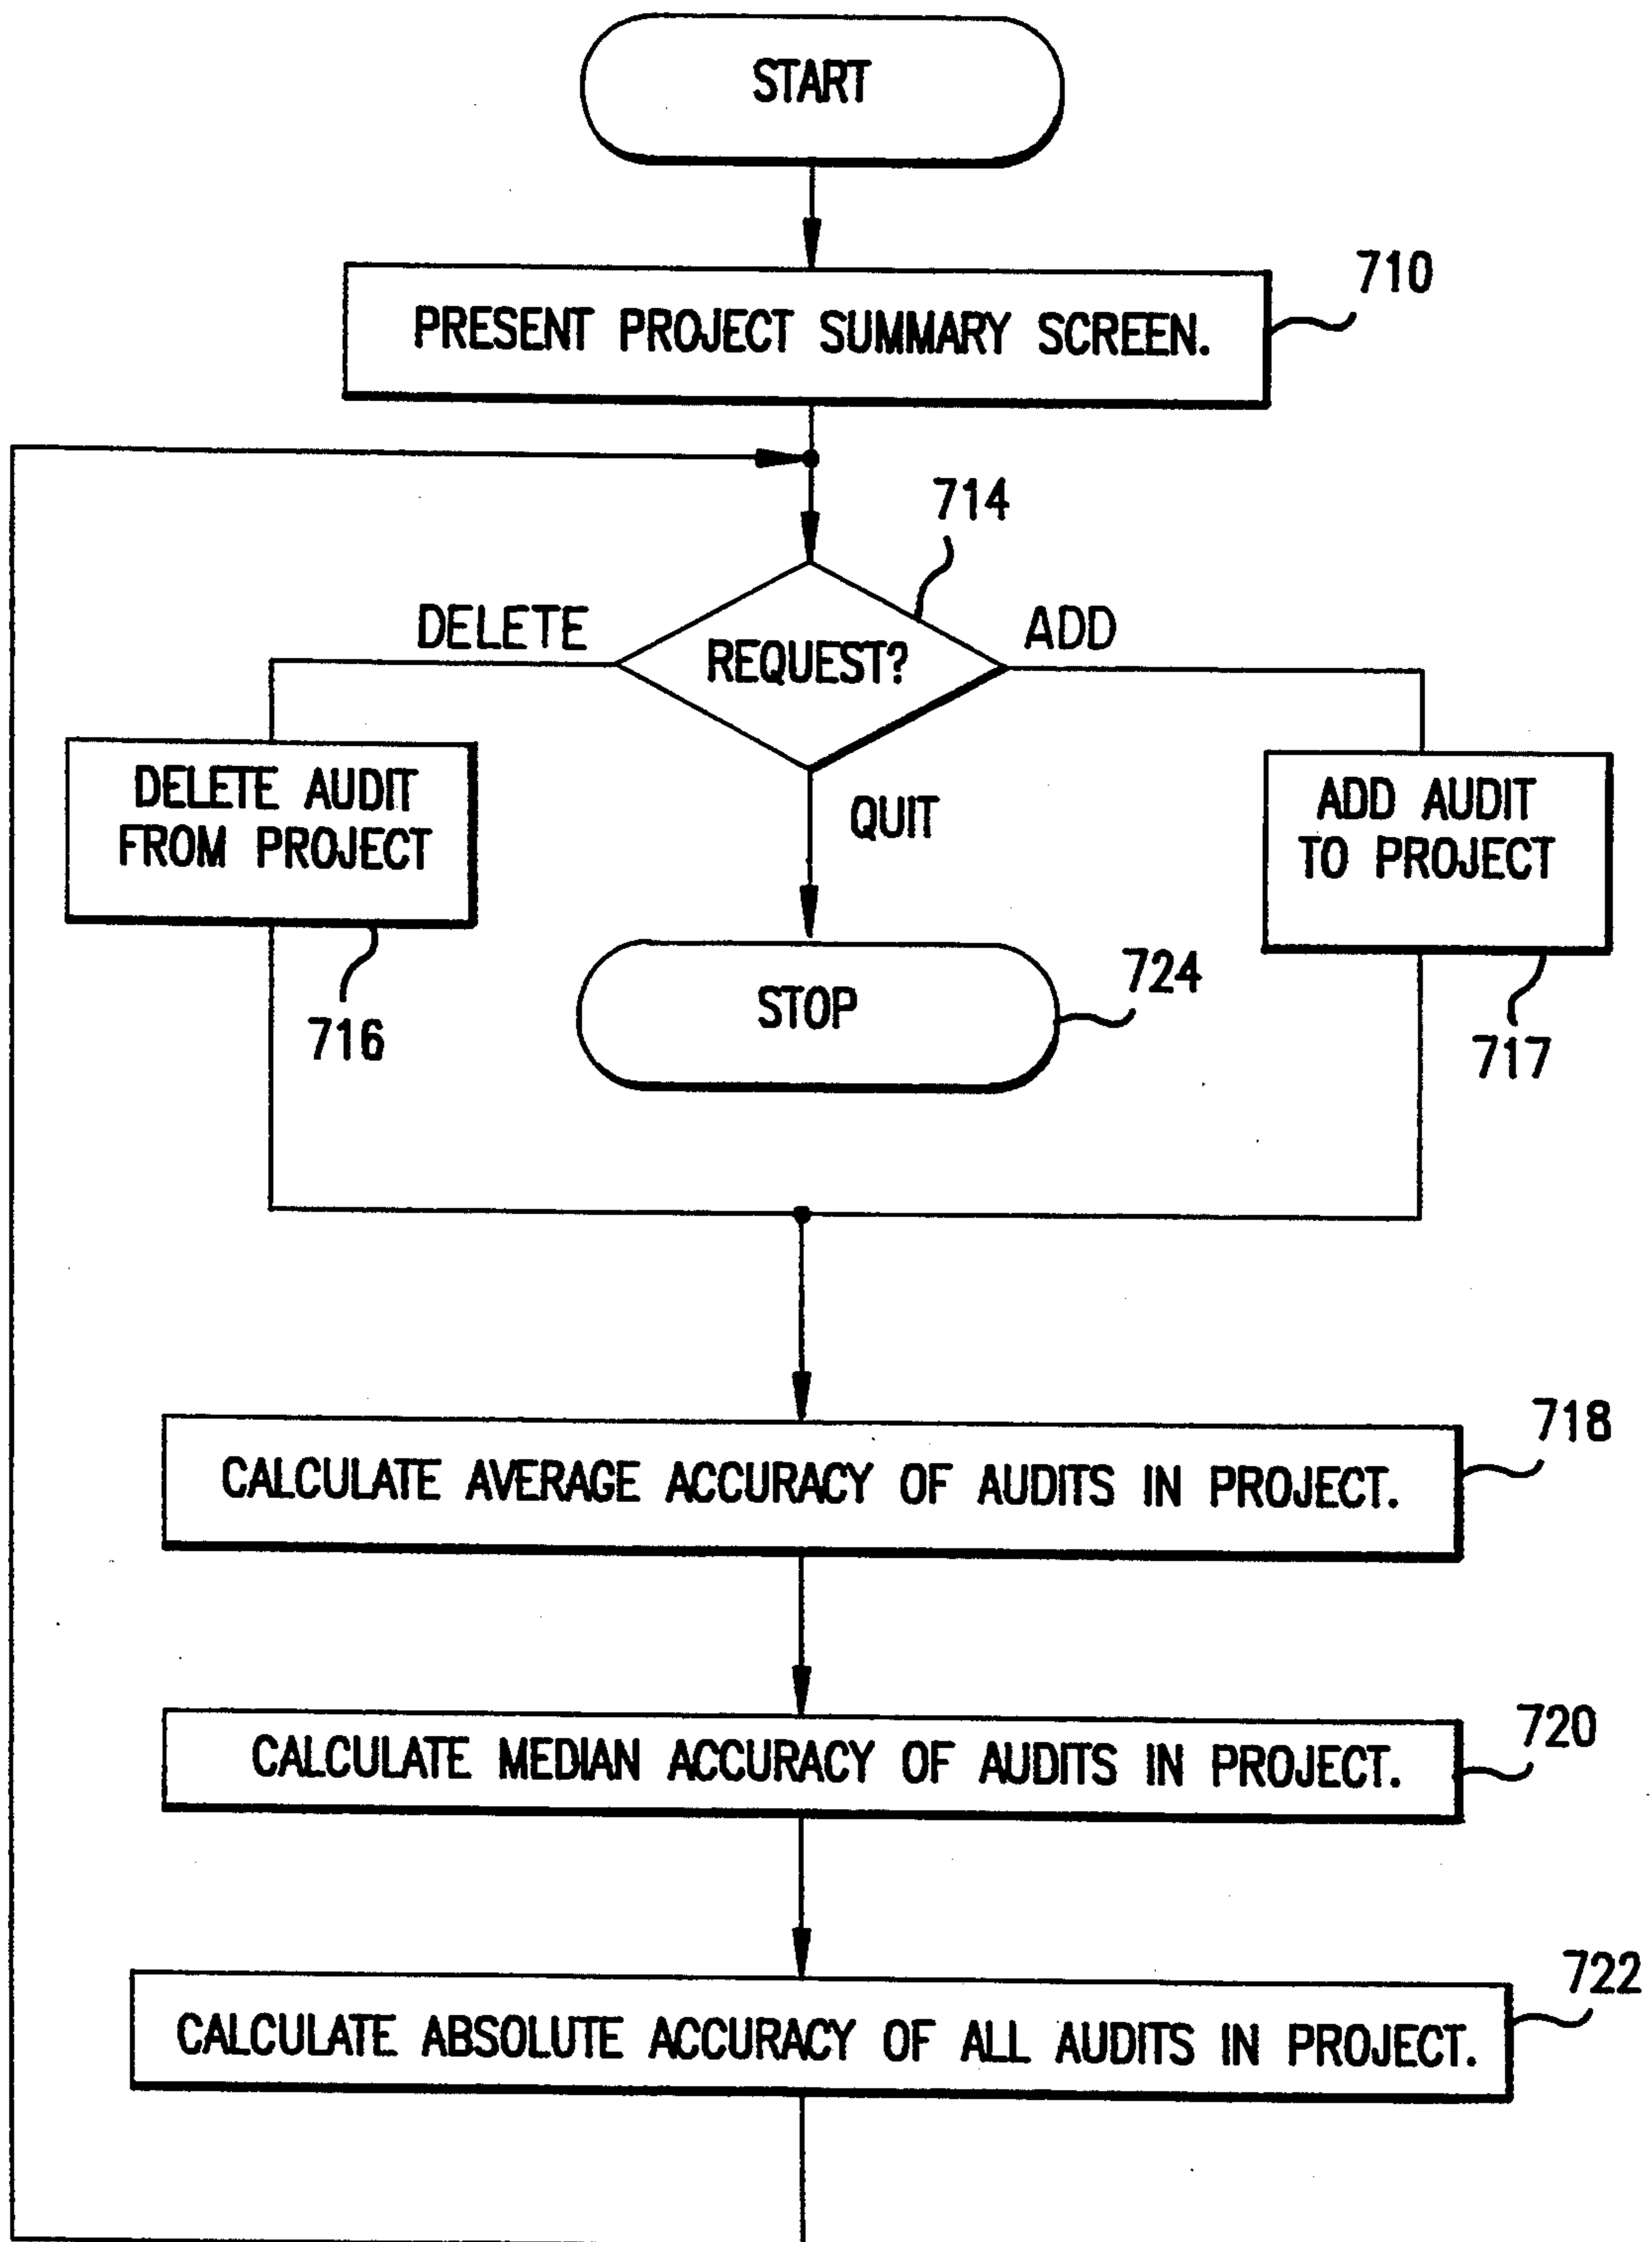 START
PRESENT PROJECT SUMMARY SCREEN.
710
714
DELETE
REQUEST?
ADD
DELETE AUDIT
FROM PROJECT
QUIT
ADD AUDIT
TO PROJECT
716
STOP
724
717
718
CALCULATE AVERAGE ACCURACY OF AUDITS IN PROJECT.
720
CALCULATE MEDIAN ACCURACY OF AUDITS IN PROJECT.
722
CALCULATE ABSOLUTE ACCURACY OF ALL AUDITS IN PROJECT.